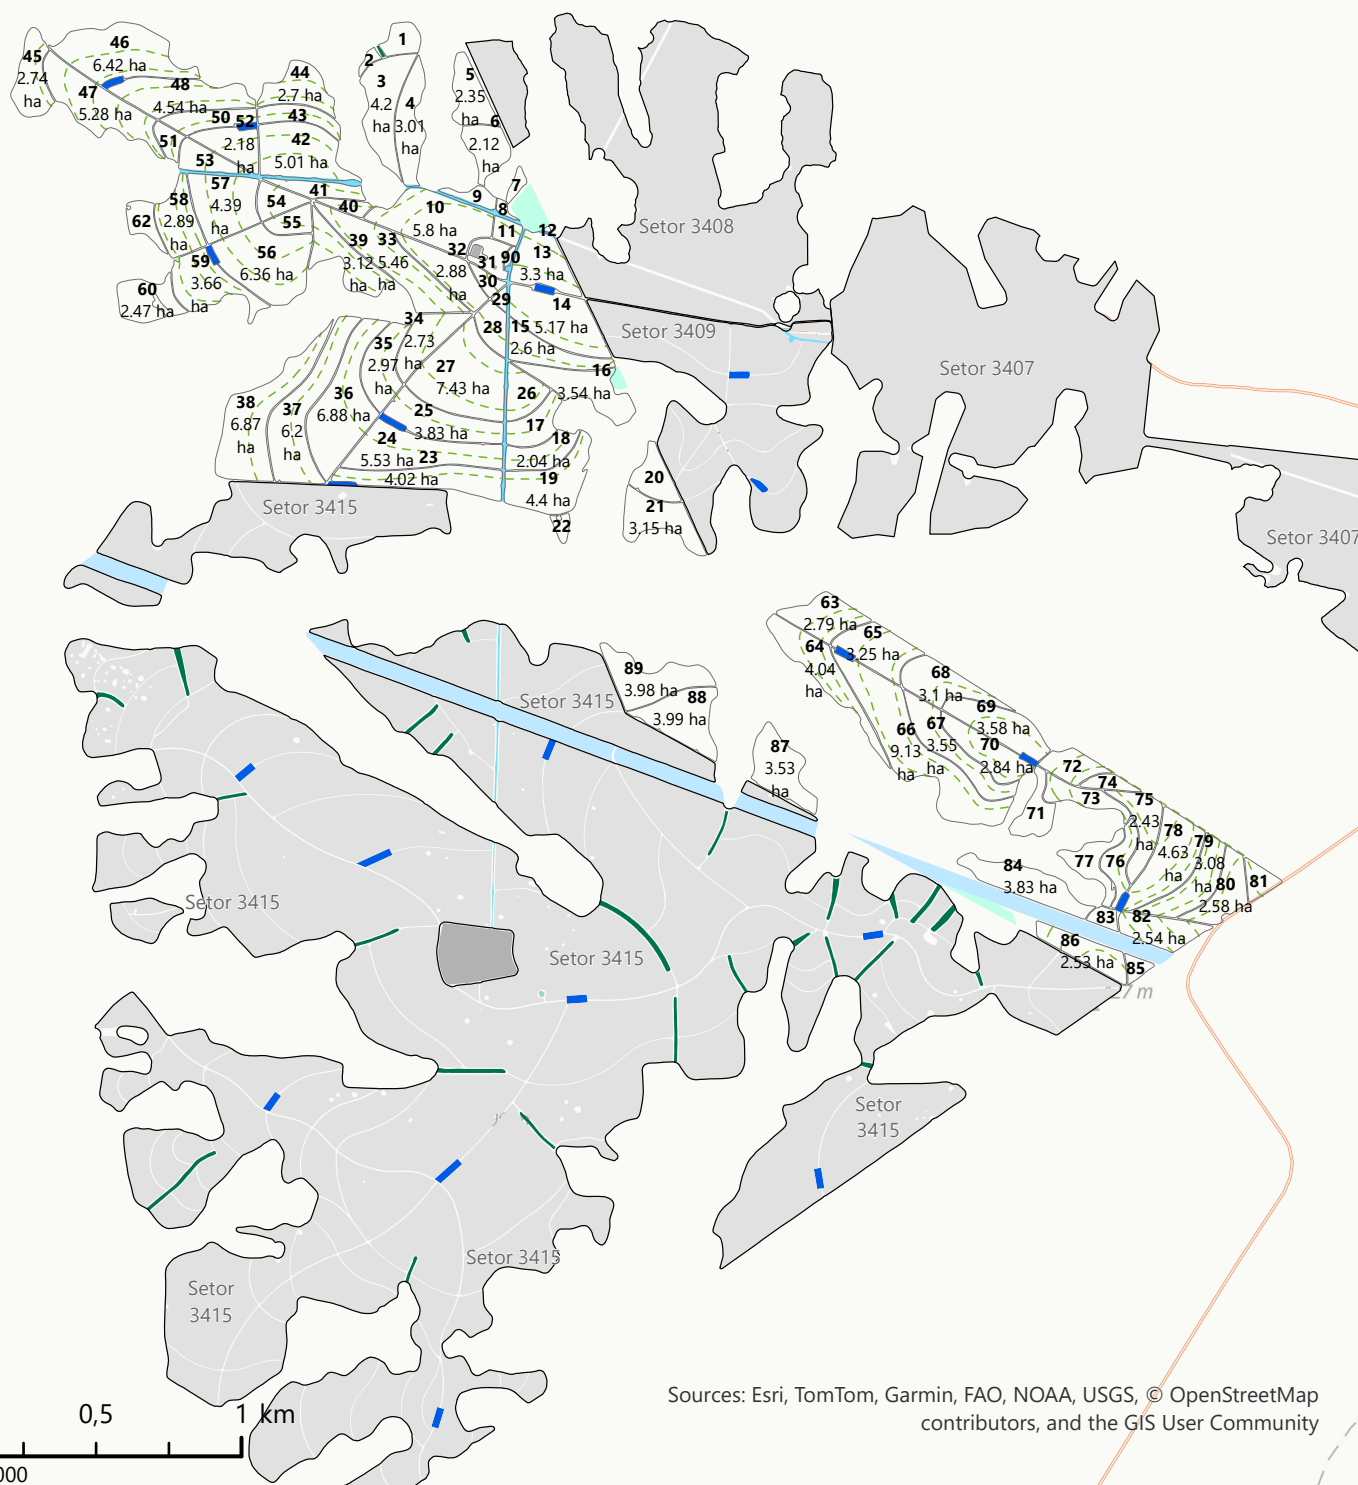 1
2
3
4.2
ha
4
3.01
ha
5
2.35
ha
6
2.12
ha
7
8
9
10
5.8 ha
11
12
13
3.3 ha
14
5.17 ha
15
2.6 ha
16
3.54 ha
17
18
2.04 ha
19
4.4 ha
20
21
3.15 ha
22
23
4.02 ha
24
5.53 ha
25
3.83 ha
26
27
7.43 ha
28
29
30
31
90
32
2.88
ha
33
5.46
ha
34
2.73
ha
35
2.97
ha
36
6.88 ha
37
6.2
ha
38
6.87
ha
39
3.12
ha
40
41
42
5.01 ha
43
44
2.7 ha
45
2.74
ha
46
6.42 ha
47
5.28 ha
48
4.54 ha
50
51
52
2.18
ha
53
54
55
56
6.36 ha
57
4.39
ha
58
2.89
ha
59
3.66
ha
60
2.47 ha
62
Setor 3408
Setor 3409
Setor 3407
Setor 3407
Setor 3415
63
2.79 ha
64
4.04
ha
65
3.25 ha
66
9.13
ha
67
3.55
ha
68
3.1 ha
69
3.58 ha
70
2.84 ha
71
72
73
74
75
2.43
ha
76
77
78
4.63
ha
79
3.08
ha
80
2.58 ha
81
82
2.54 ha
83
84
3.83 ha
85
86
2.53 ha
87
3.53
ha
88
3.99 ha
89
3.98 ha
27 m
Setor 3415
Setor 3415
Setor 3415
Setor
3415
Setor 3415
Setor
3415
Sources: Esri, TomTom, Garmin, FAO, NOAA, USGS, © OpenStreetMap
contributors, and the GIS User Community
0,5
1 km
000